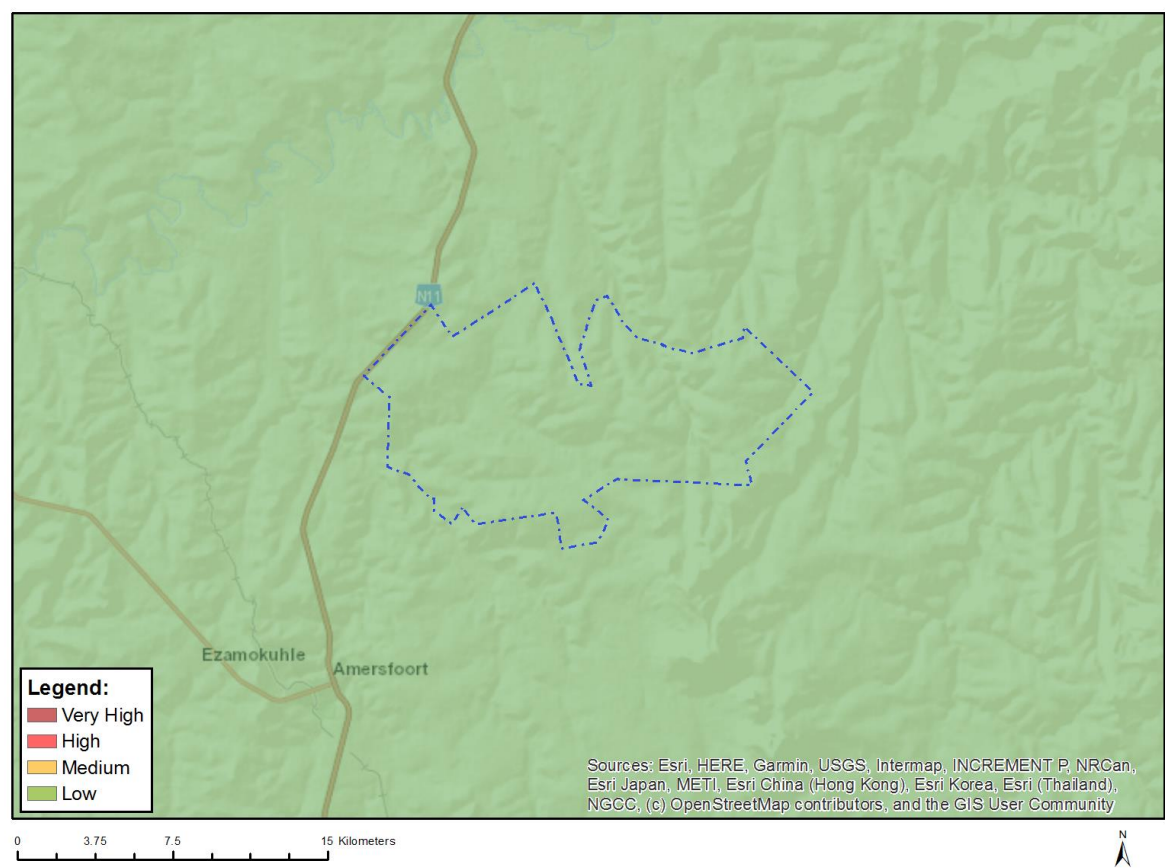 N11
Ezamokuhle
Amersfoort
Legend:
Very High
High
Medium
Low
Sources: Esri, HERE, Garmin, USGS, Intermap, INCREMENT P, NRCan,
Esri Japan, METI, Esri China (Hong Kong), Esri Korea, Esri (Thailand),
NGCC, (c) OpenStreetMap contributors, and the GIS User Community
0 3.75 7.5 15 Kilometers
N